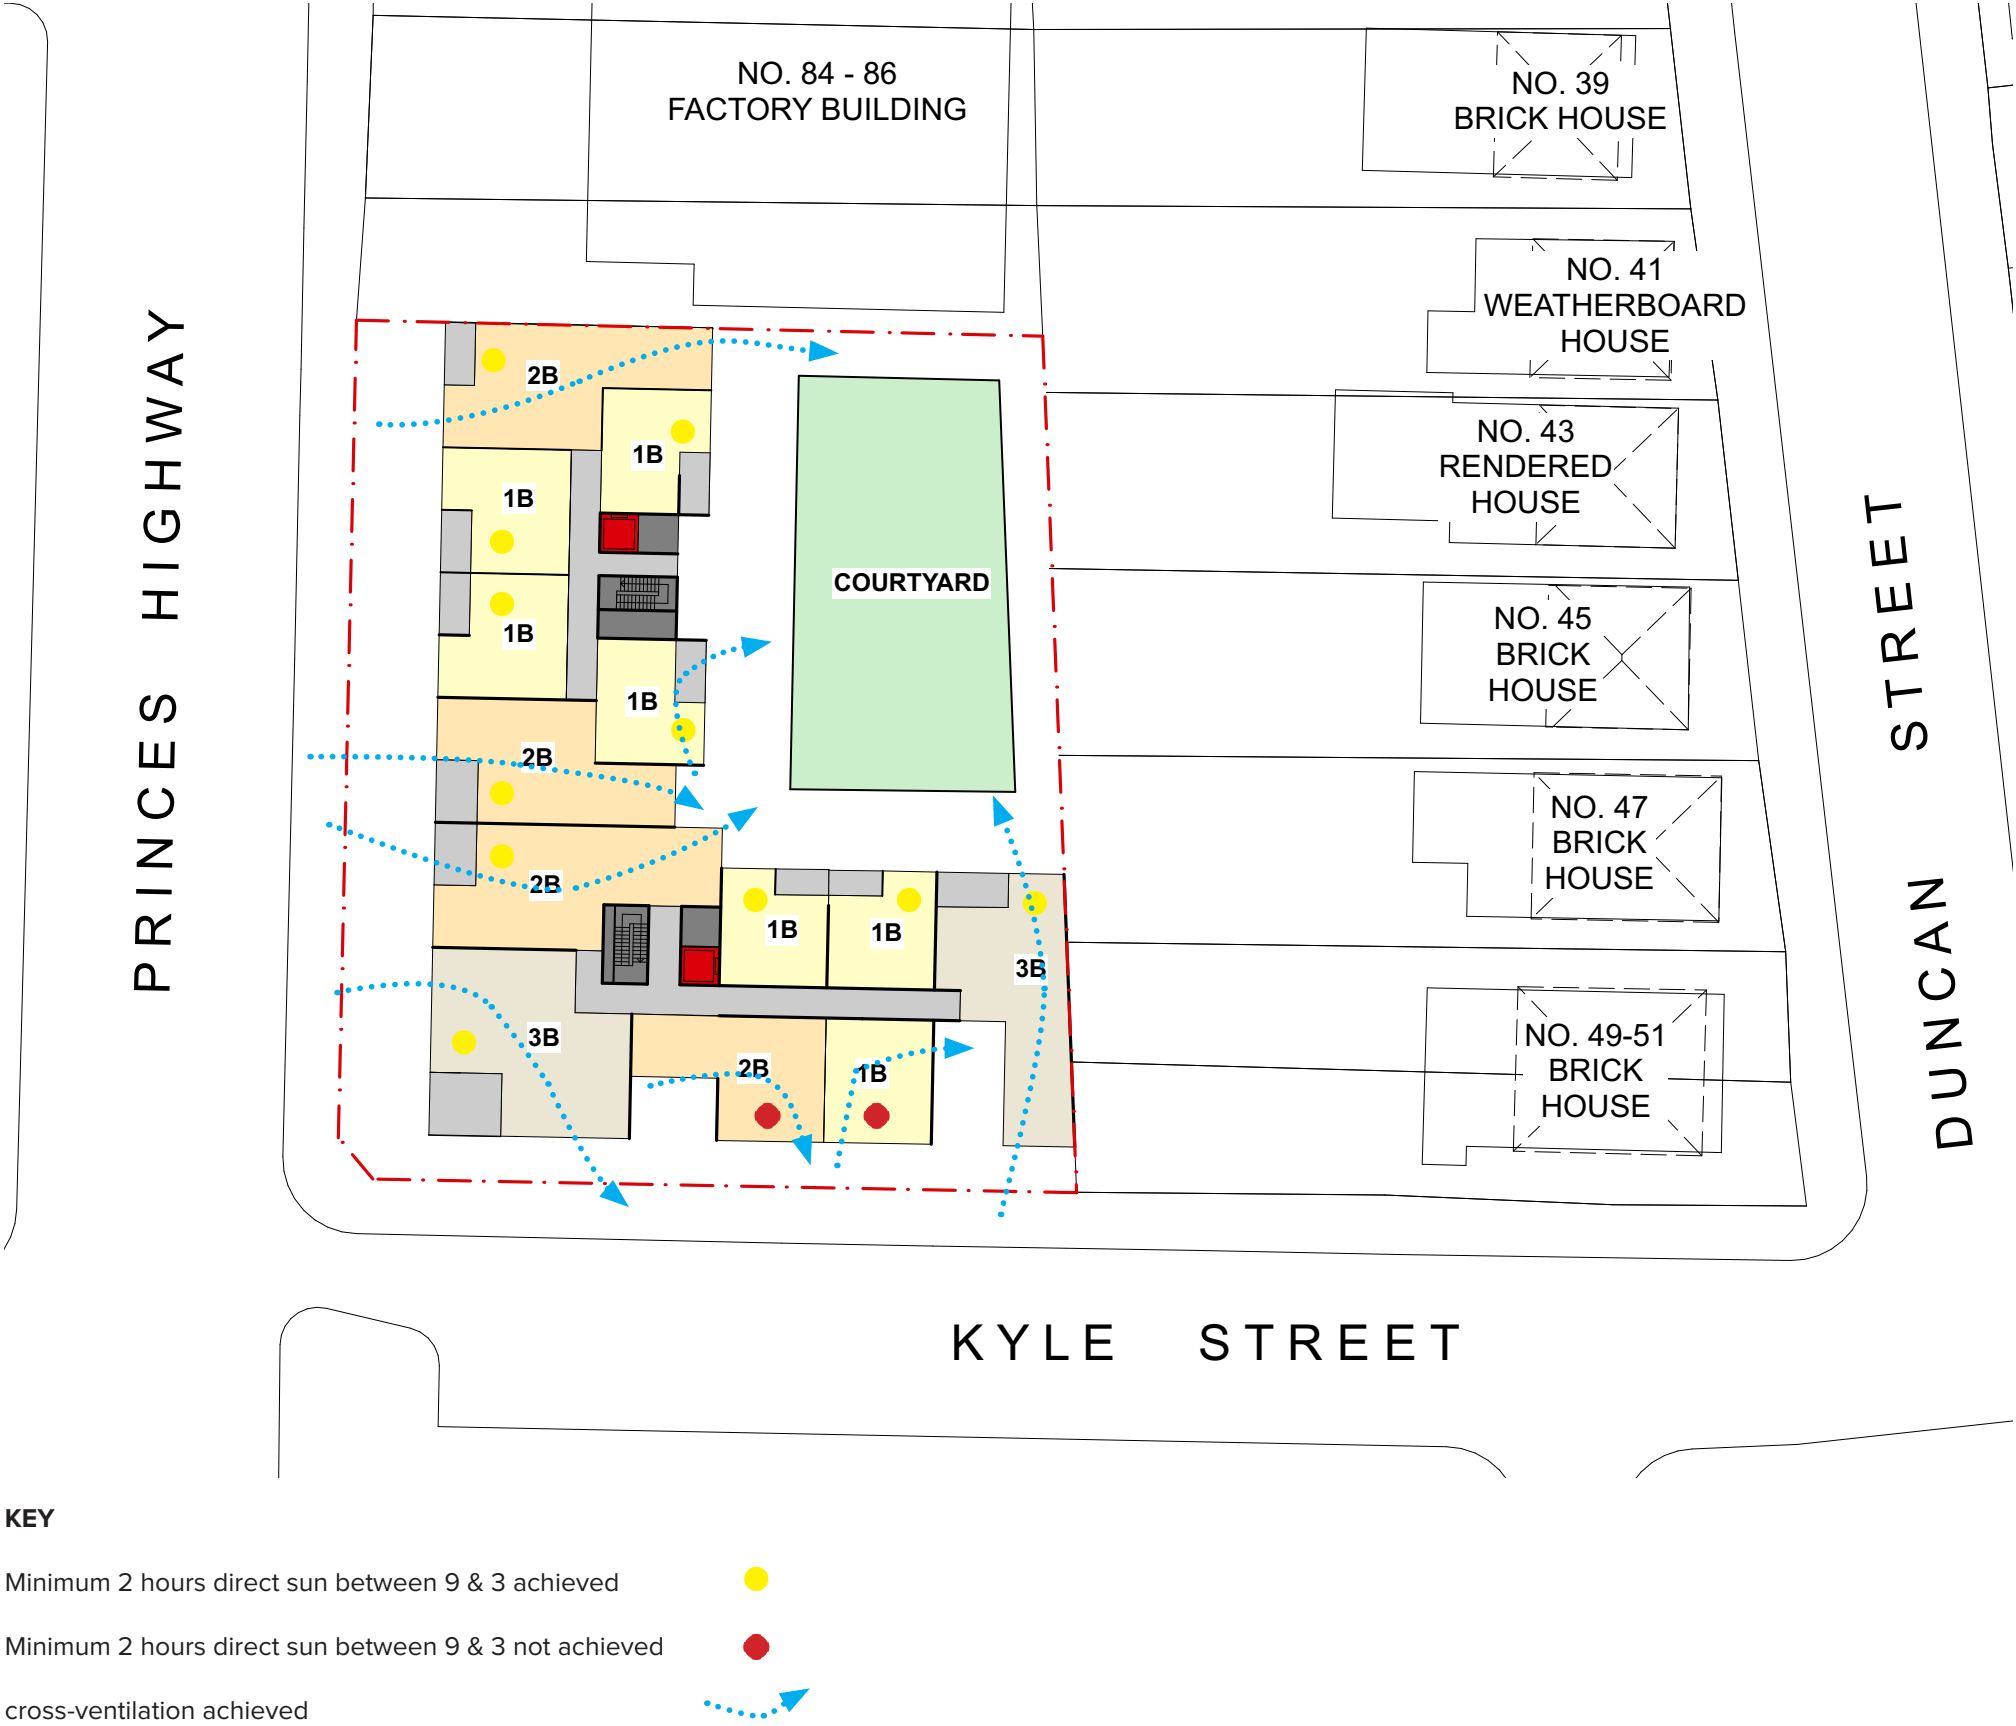 NO. 84 - 86
FACTORY BUILDING
NO. 39
BRICK HOUSE
NO. 41
WEATHERBOARD
HOUSE
NO. 43
RENDERED
HOUSE
NO. 45
BRICK
HOUSE
NO. 47
BRICK
HOUSE
NO. 49-51
BRICK
HOUSE
PRINCES HIGHWAY
DUNCAN STREET
KYLE STREET
COURTYARD
2B
1B
1B
1B
1B
2B
2B
1B
1B
3B
3B
2B
1B
KEY
Minimum 2 hours direct sun between 9 & 3 achieved
Minimum 2 hours direct sun between 9 & 3 not achieved
cross-ventilation achieved